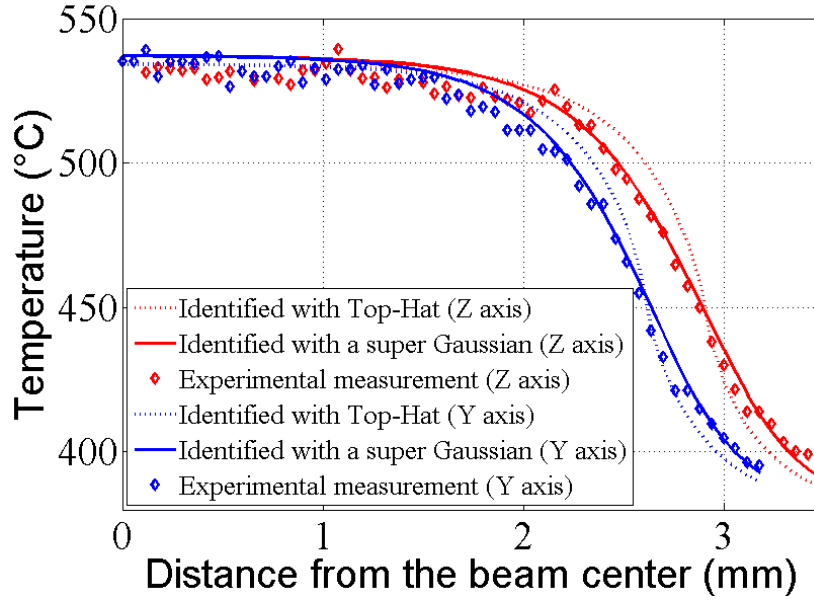 550
500
450
400
Temperature (°C)
Identified with Top-Hat (Z axis)
Identified with a super Gaussian (Z axis)
Experimental measurement (Z axis)
Identified with Top-Hat (Y axis)
Identified with a super Gaussian (Y axis)
Experimental measurement (Y axis)
0 1 2 3
Distance from the beam center (mm)